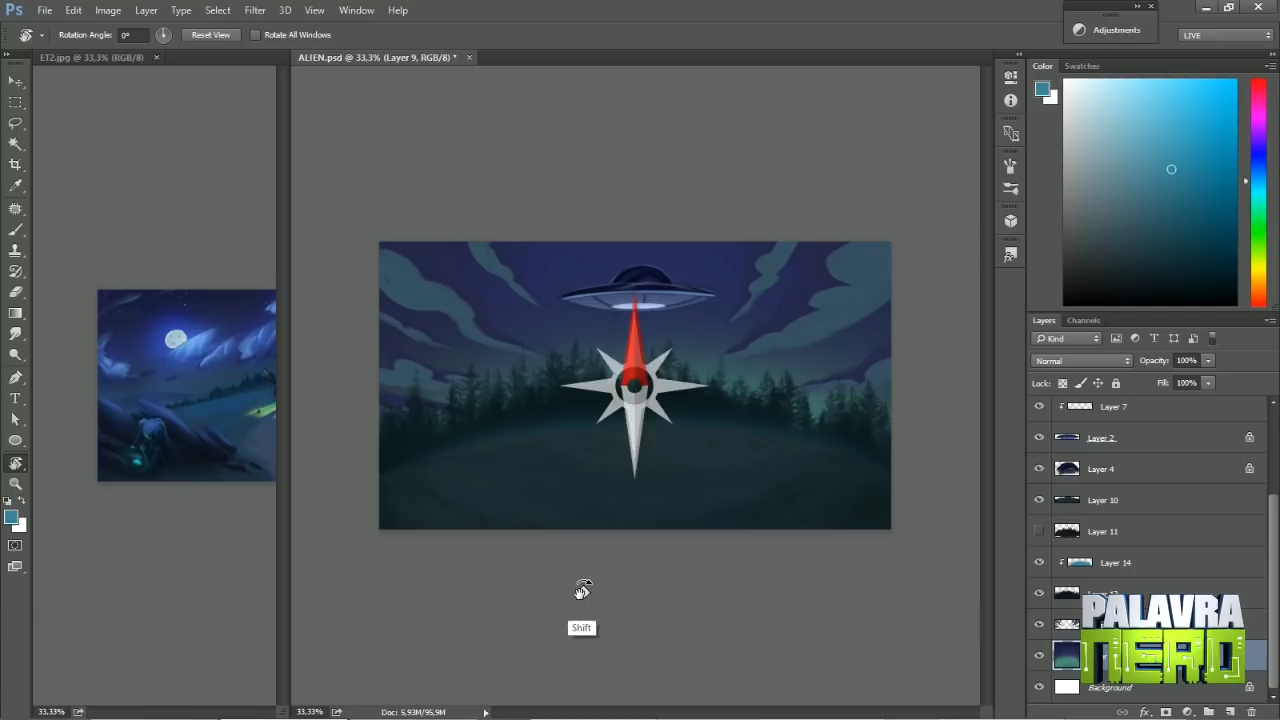 Ps File Edit Image Layer Type Select Filter 3D View Window Help
Adjustments
Rotation Angle: 0° Reset View Rotate All Windows
LIVE
ET2.jpg @ 33,3% (RGB/8) ×
ALIEN.psd @ 33,3% (Layer 9, RGB/8) * ×
Color Swatches
Layers Channels
Kind
Normal Opacity: 100%
Lock: Fill: 100%
Layer 7
Layer 2
Layer 4
Layer 10
Layer 11
Layer 14
Shift
PALAVRA
NERD
Background
33,33%
33,33% Doc: 5,93M/95,9M